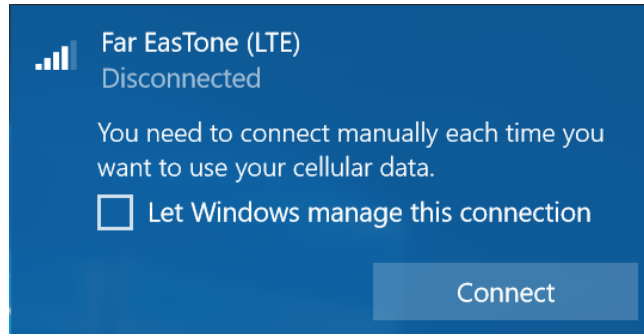 Far EasTone (LTE)
Disconnected
You need to connect manually each time you
want to use your cellular data.
Let Windows manage this connection
Connect